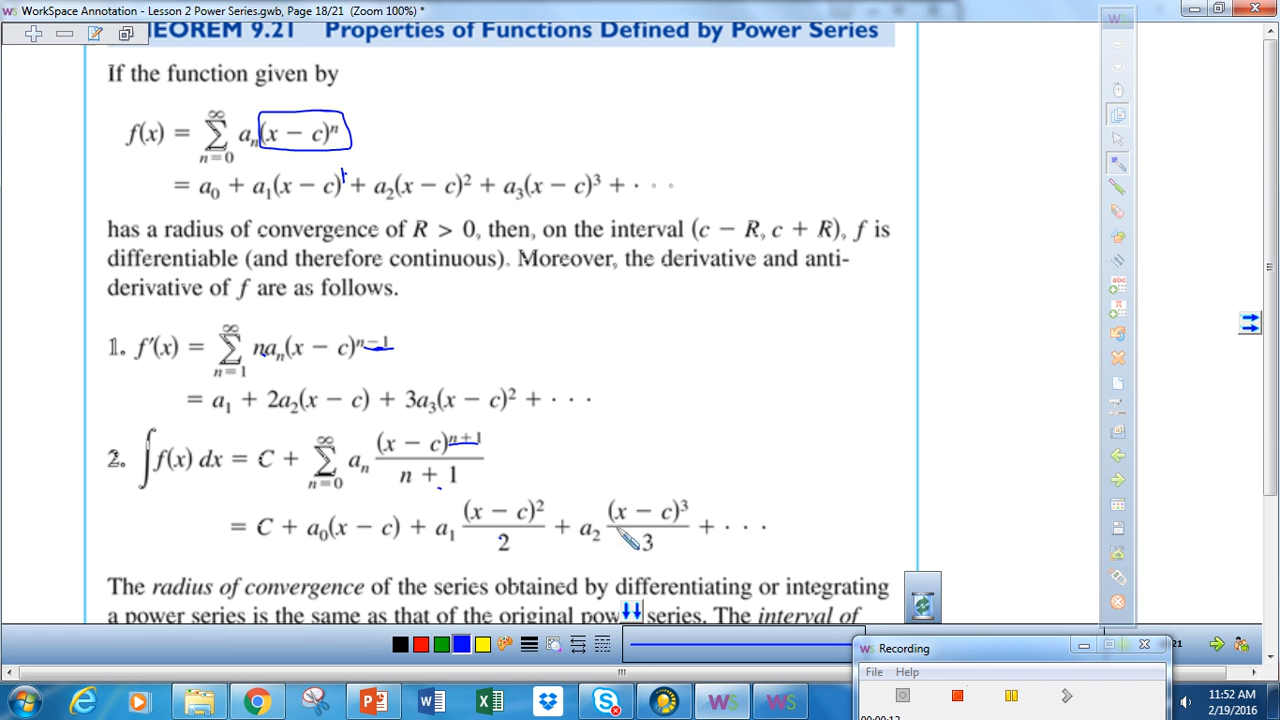 WorkSpace Annotation - Lesson 2 Power Series.gwb, Page 18/21 (Zoom 100%) *
EOREM 9.21 Properties of Functions Defined by Power Series
If the function given by
f(x) = ∑_{n=0}^{∞} a_n(x − c)^n
= a_0 + a_1(x − c)^1 + a_2(x − c)^2 + a_3(x − c)^3 + · · ·
has a radius of convergence of R > 0, then, on the interval (c − R, c + R), f is
differentiable (and therefore continuous). Moreover, the derivative and anti-
derivative of f are as follows.
1. f′(x) = ∑_{n=1}^{∞} na_n(x − c)^{n−1}
= a_1 + 2a_2(x − c) + 3a_3(x − c)^2 + · · ·
2. ∫ f(x) dx = C + ∑_{n=0}^{∞} a_n (x − c)^{n+1} / (n + 1)
= C + a_0(x − c) + a_1 (x − c)^2 / 2 + a_2 (x − c)^3 / 3 + · · ·
The radius of convergence of the series obtained by differentiating or integrating
a power series is the same as that of the original pow series. The interval of
21
Recording
File Help
00:00:12
11:52 AM
2/19/2016